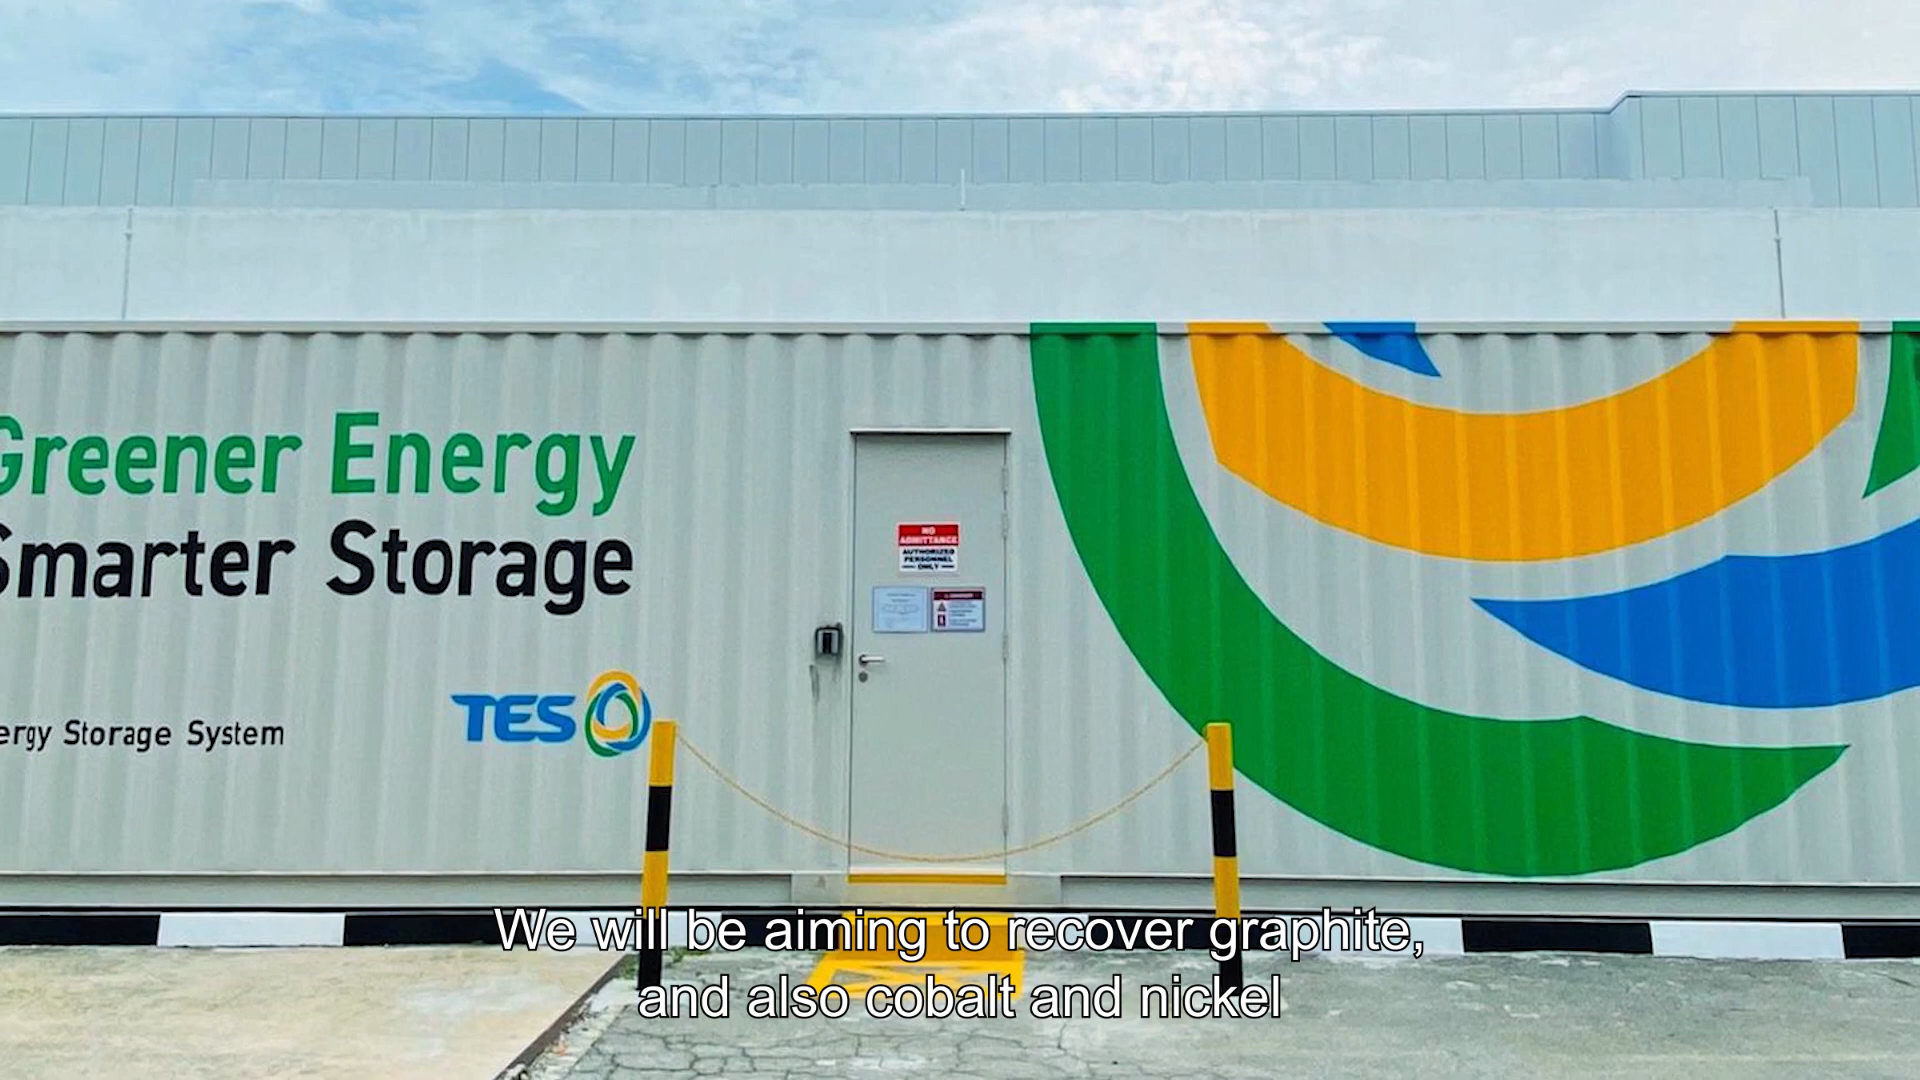 Greener Energy
Smarter Storage
ergy Storage System
TES
NO
ADMITTANCE
AUTHORIZED
PERSONNEL
ONLY
We will be aiming to recover graphite,
and also cobalt and nickel